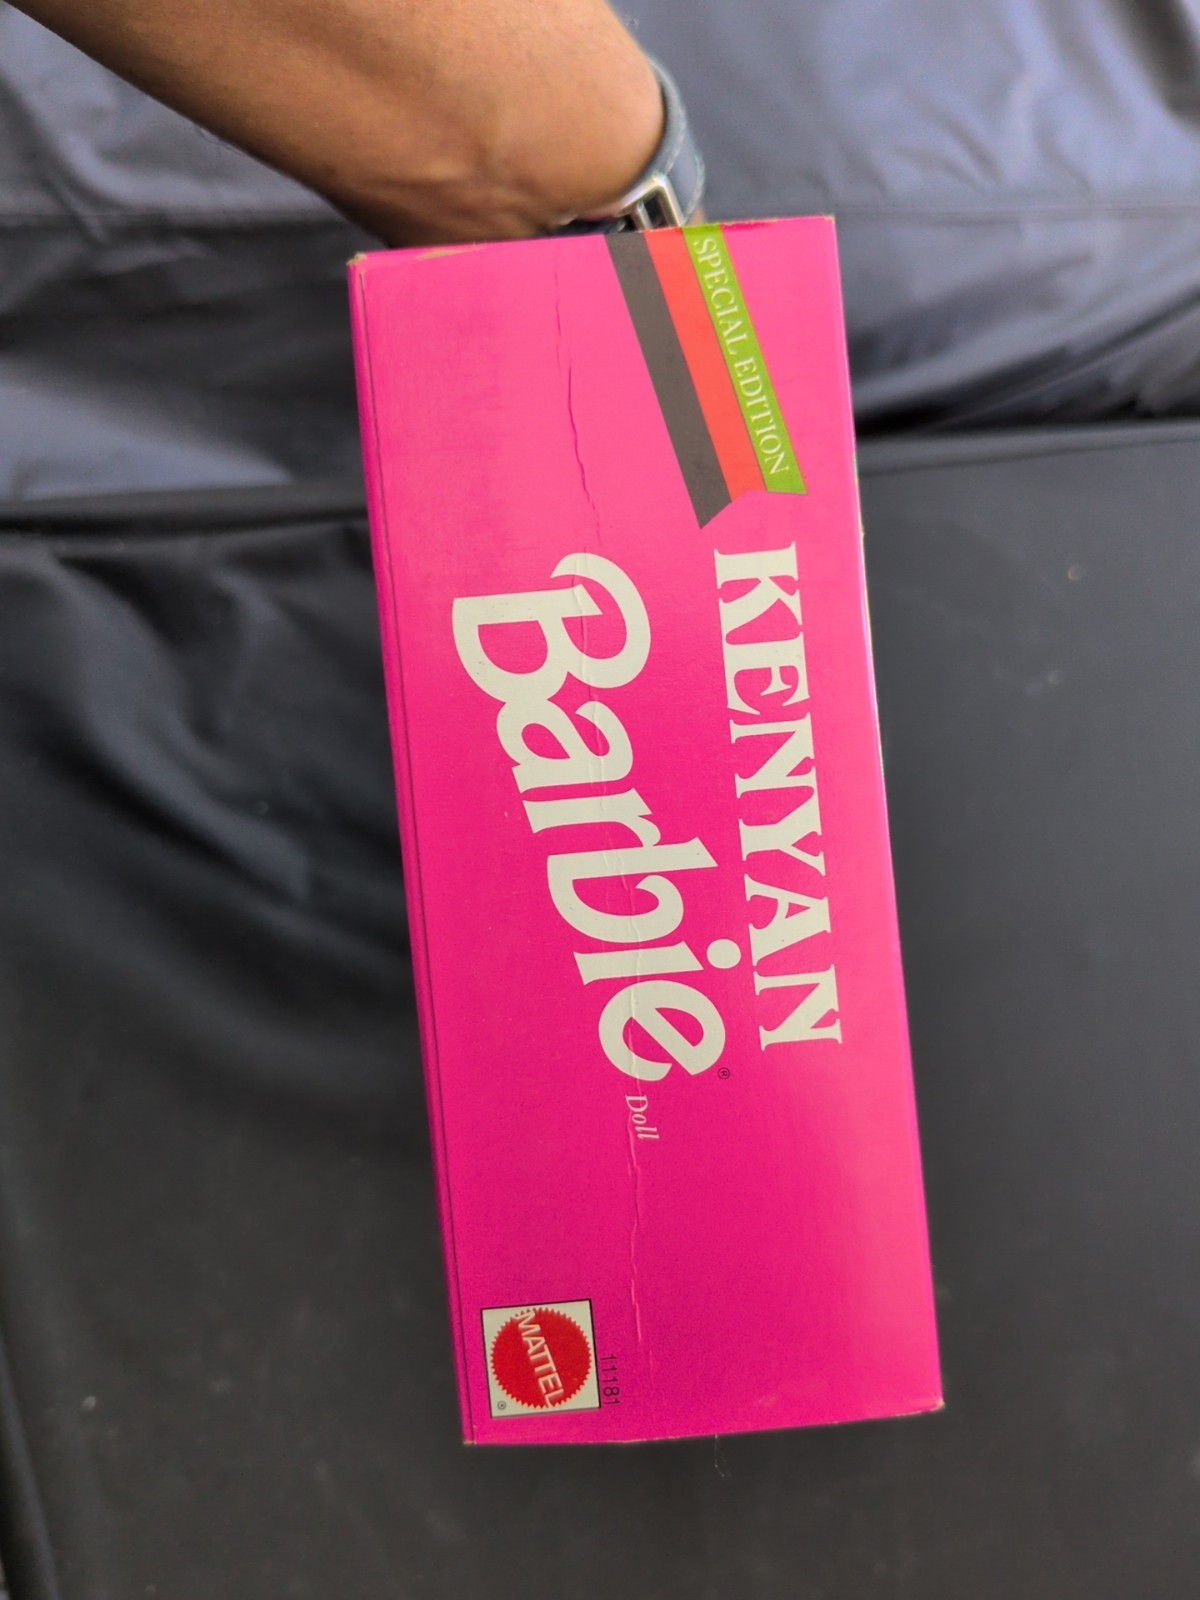 SPECIAL EDITION
KENYAN
Barbie® Doll
11181
MATTEL
®